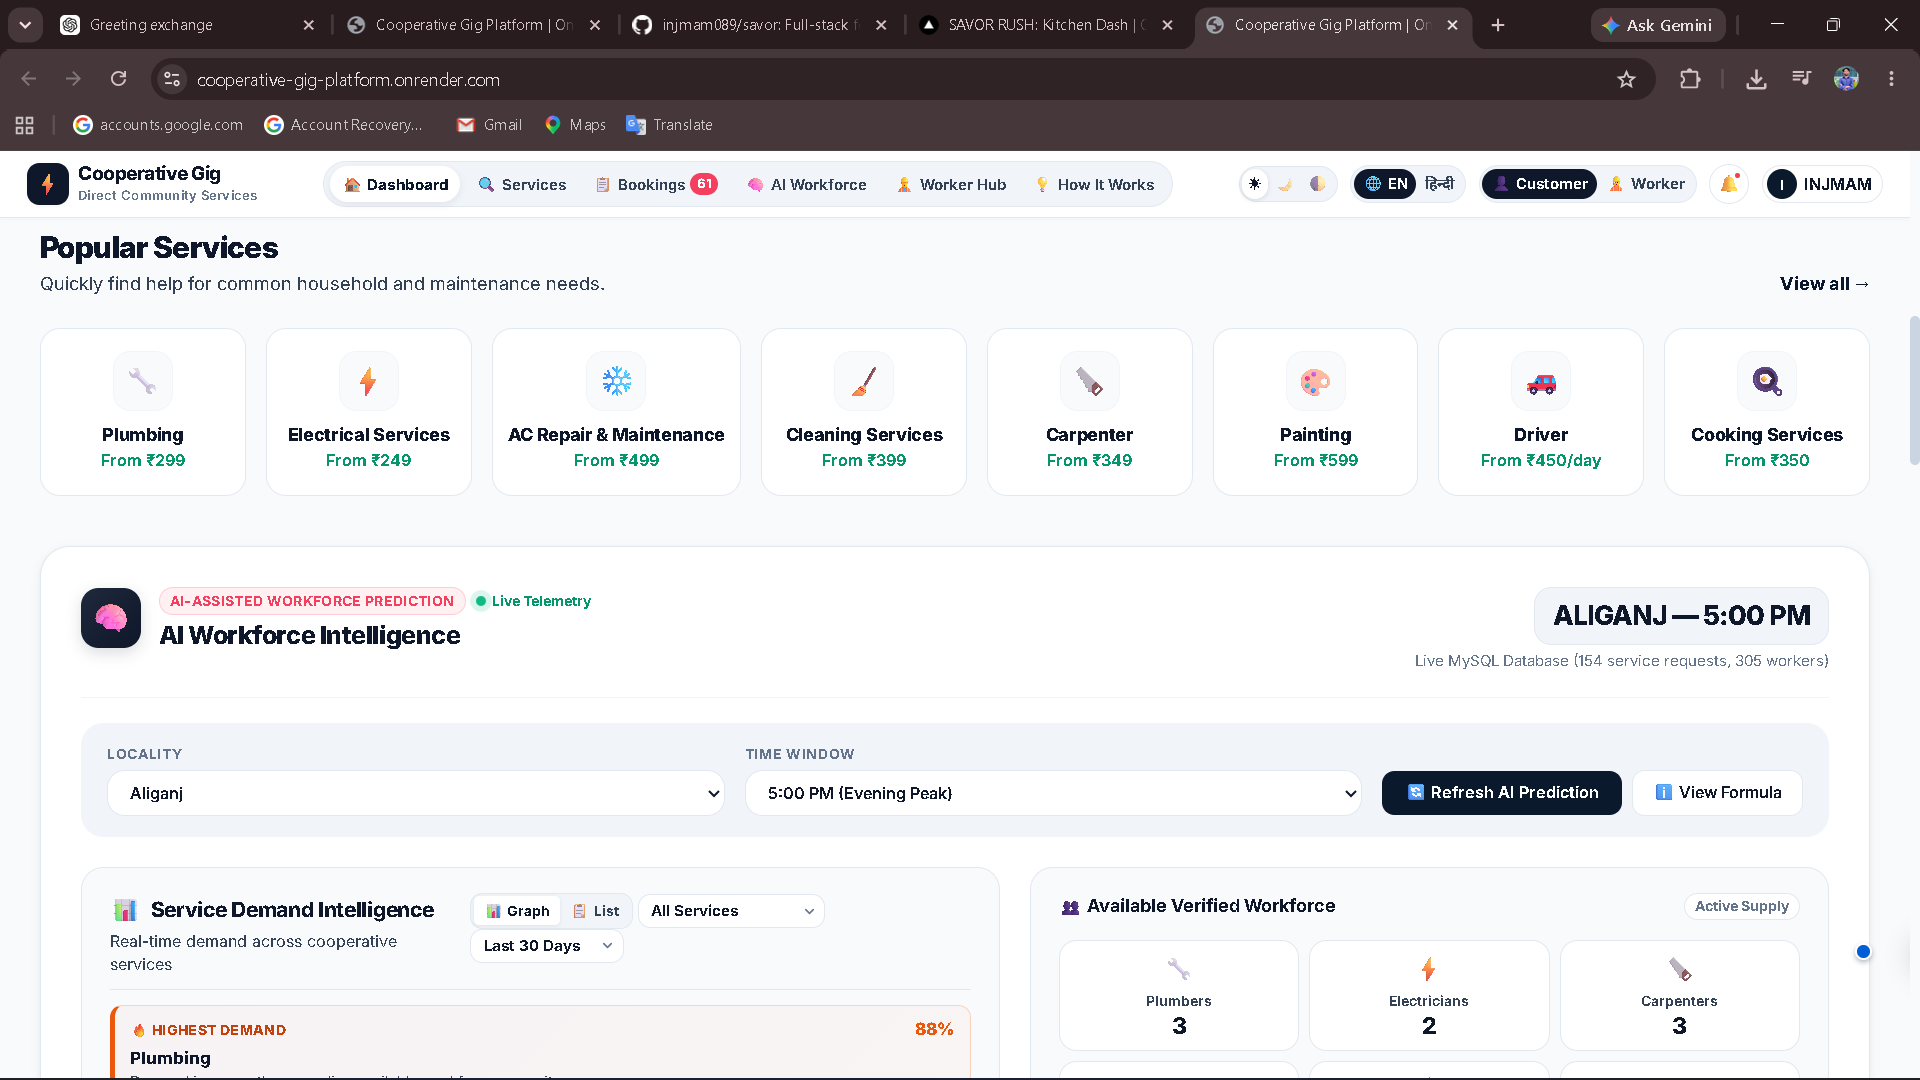 Greeting exchange
Cooperative Gig Platform | On
injmam089/savor: Full-stack f
SAVOR RUSH: Kitchen Dash |
Cooperative Gig Platform | On
Ask Gemini
cooperative-gig-platform.onrender.com
accounts.google.com
Account Recovery...
Gmail
Maps
Translate
Cooperative Gig
Direct Community Services
Dashboard
Services
Bookings 61
AI Workforce
Worker Hub
How It Works
EN
हिन्दी
Customer
Worker
I INJMAM
Popular Services
Quickly find help for common household and maintenance needs.
View all →
Plumbing
From ₹299
Electrical Services
From ₹249
AC Repair & Maintenance
From ₹499
Cleaning Services
From ₹399
Carpenter
From ₹349
Painting
From ₹599
Driver
From ₹450/day
Cooking Services
From ₹350
AI-ASSISTED WORKFORCE PREDICTION
Live Telemetry
AI Workforce Intelligence
ALIGANJ — 5:00 PM
Live MySQL Database (154 service requests, 305 workers)
LOCALITY
Aliganj
TIME WINDOW
5:00 PM (Evening Peak)
Refresh AI Prediction
View Formula
Service Demand Intelligence
Real-time demand across cooperative
services
Graph
List
All Services
Last 30 Days
HIGHEST DEMAND
88%
Plumbing
Available Verified Workforce
Active Supply
Plumbers
3
Electricians
2
Carpenters
3